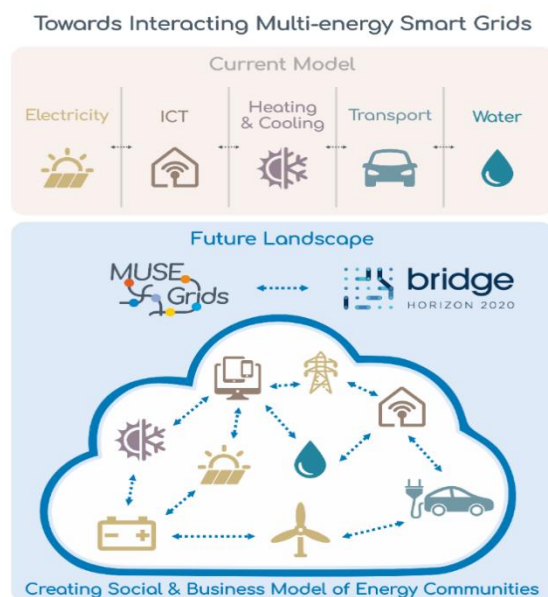 Towards Interacting Multi-energy Smart Grids
Current Model
Electricity
ICT
Heating
& Cooling
Transport
Water
Future Landscape
MUSE
Grids
bridge
HORIZON 2020
Creating Social & Business Model of Energy Communities